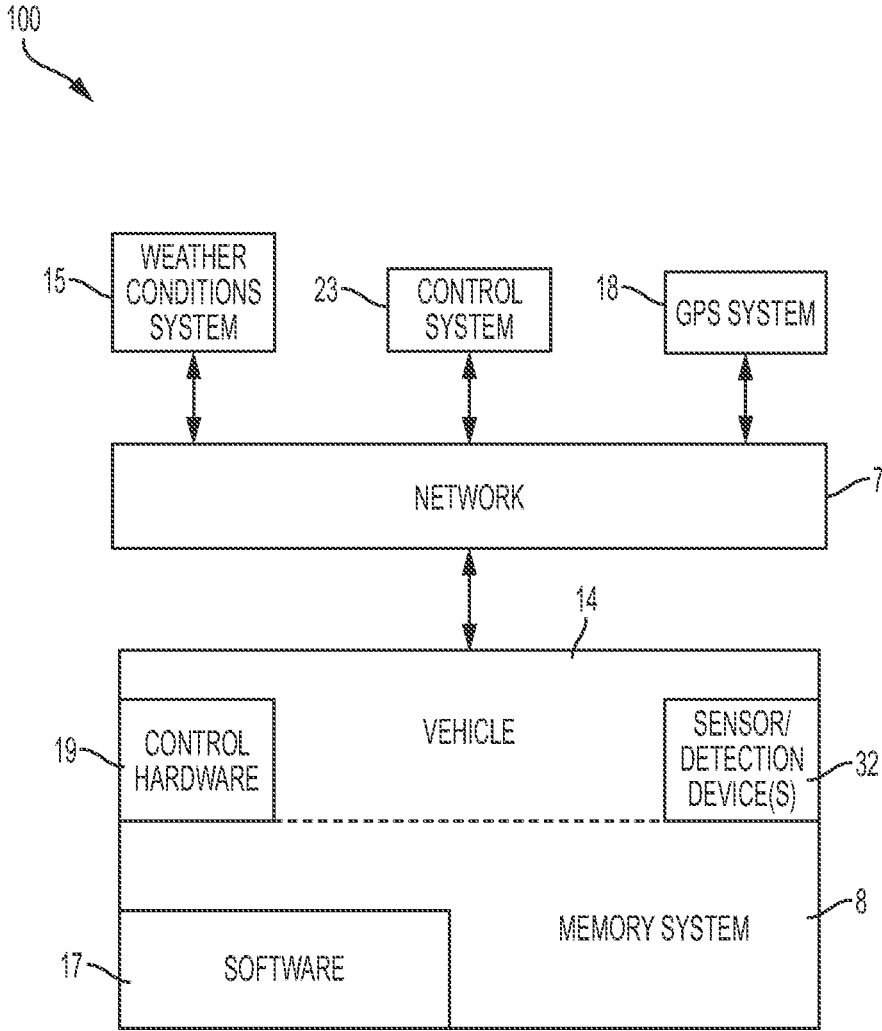 100
WEATHER
CONDITIONS
SYSTEM
15
CONTROL
SYSTEM
23
GPS SYSTEM
18
NETWORK
7
14
VEHICLE
CONTROL
HARDWARE
19
SENSOR/
DETECTION
DEVICE(S)
32
MEMORY SYSTEM
8
SOFTWARE
17